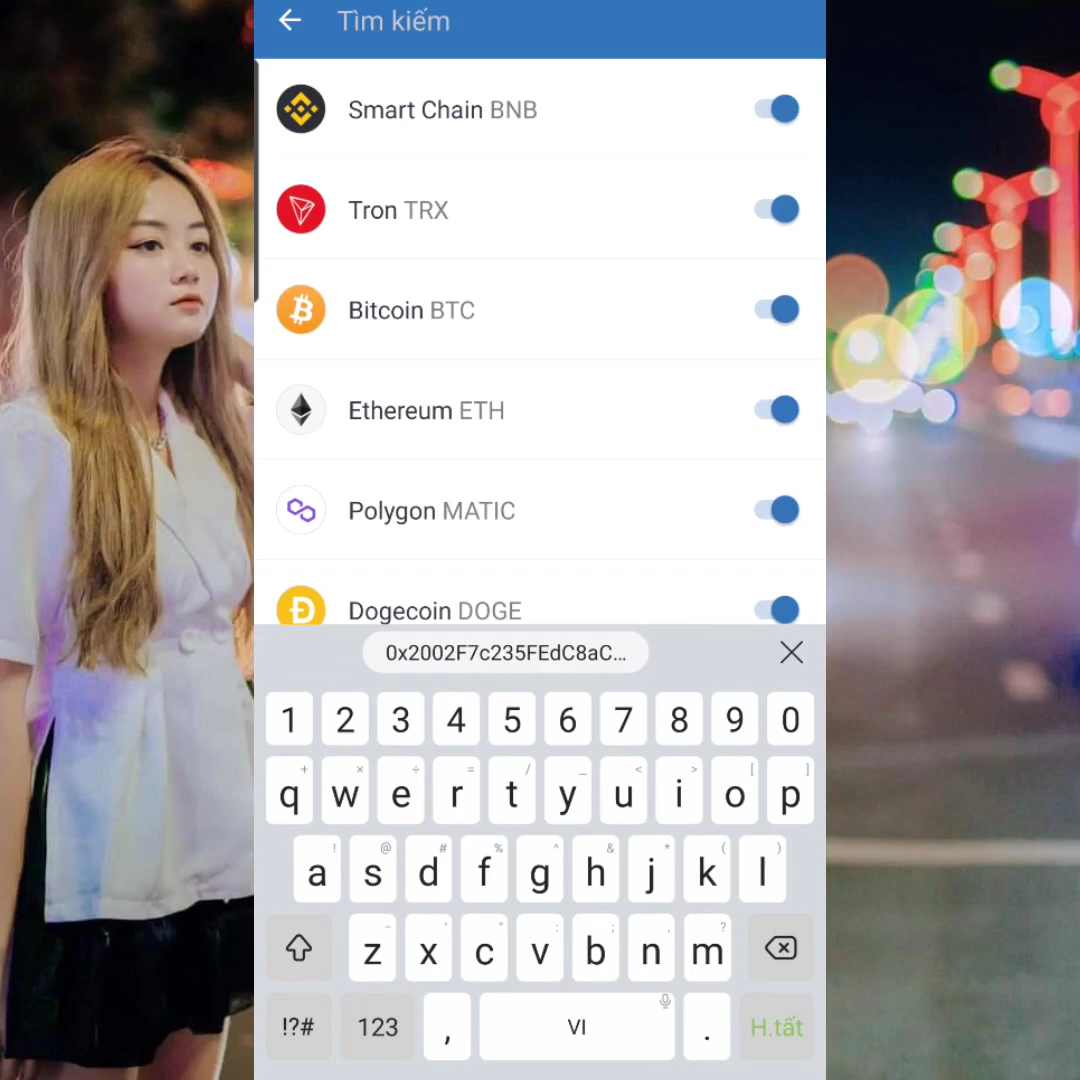 Tìm kiếm
Smart Chain BNB
Tron TRX
Bitcoin BTC
Ethereum ETH
Polygon MATIC
Dogecoin DOGE
0x2002F7c235FEdC8aC...
1 2 3 4 5 6 7 8 9 0
+ × ÷ = / _ < > [ ]
q w e r t y u i o p
! @ # % ^ & * ( )
a s d f g h j k l
- ' " : ; , ?
z x c v b n m
!?# 123 , VI . H.tất